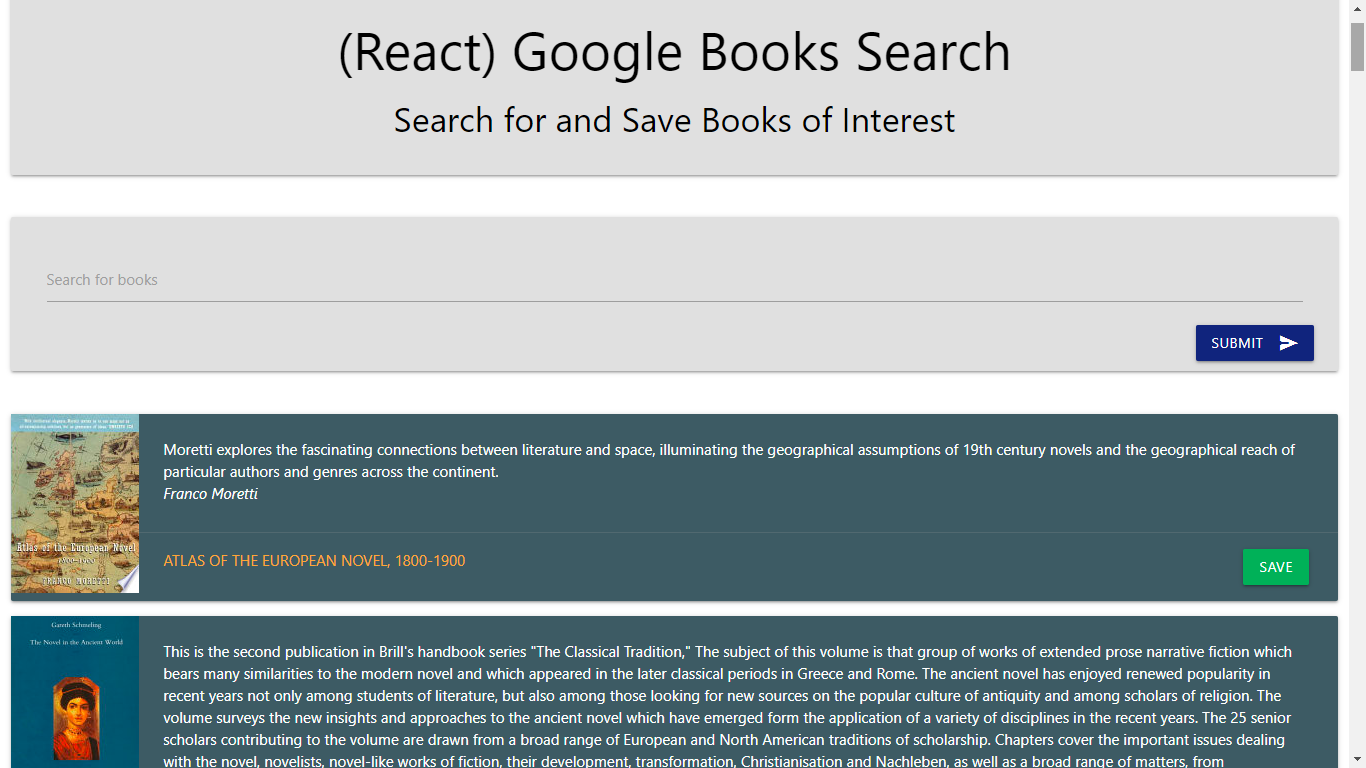 (React) Google Books Search
Search for and Save Books of Interest
Search for books
SUBMIT
Atlas of the European Novel
1800-1900
FRANCO MORETTI
Moretti explores the fascinating connections between literature and space, illuminating the geographical assumptions of 19th century novels and the geographical reach of
particular authors and genres across the continent.
Franco Moretti
ATLAS OF THE EUROPEAN NOVEL, 1800-1900
SAVE
Gareth Schmeling
The Novel in the Ancient World
This is the second publication in Brill's handbook series "The Classical Tradition," The subject of this volume is that group of works of extended prose narrative fiction which
bears many similarities to the modern novel and which appeared in the later classical periods in Greece and Rome. The ancient novel has enjoyed renewed popularity in
recent years not only among students of literature, but also among those looking for new sources on the popular culture of antiquity and among scholars of religion. The
volume surveys the new insights and approaches to the ancient novel which have emerged form the application of a variety of disciplines in the recent years. The 25 senior
scholars contributing to the volume are drawn from a broad range of European and North American traditions of scholarship. Chapters cover the important issues dealing
with the novel, novelists, novel-like works of fiction, their development, transformation, Christianisation and Nachleben, as well as a broad range of matters, from